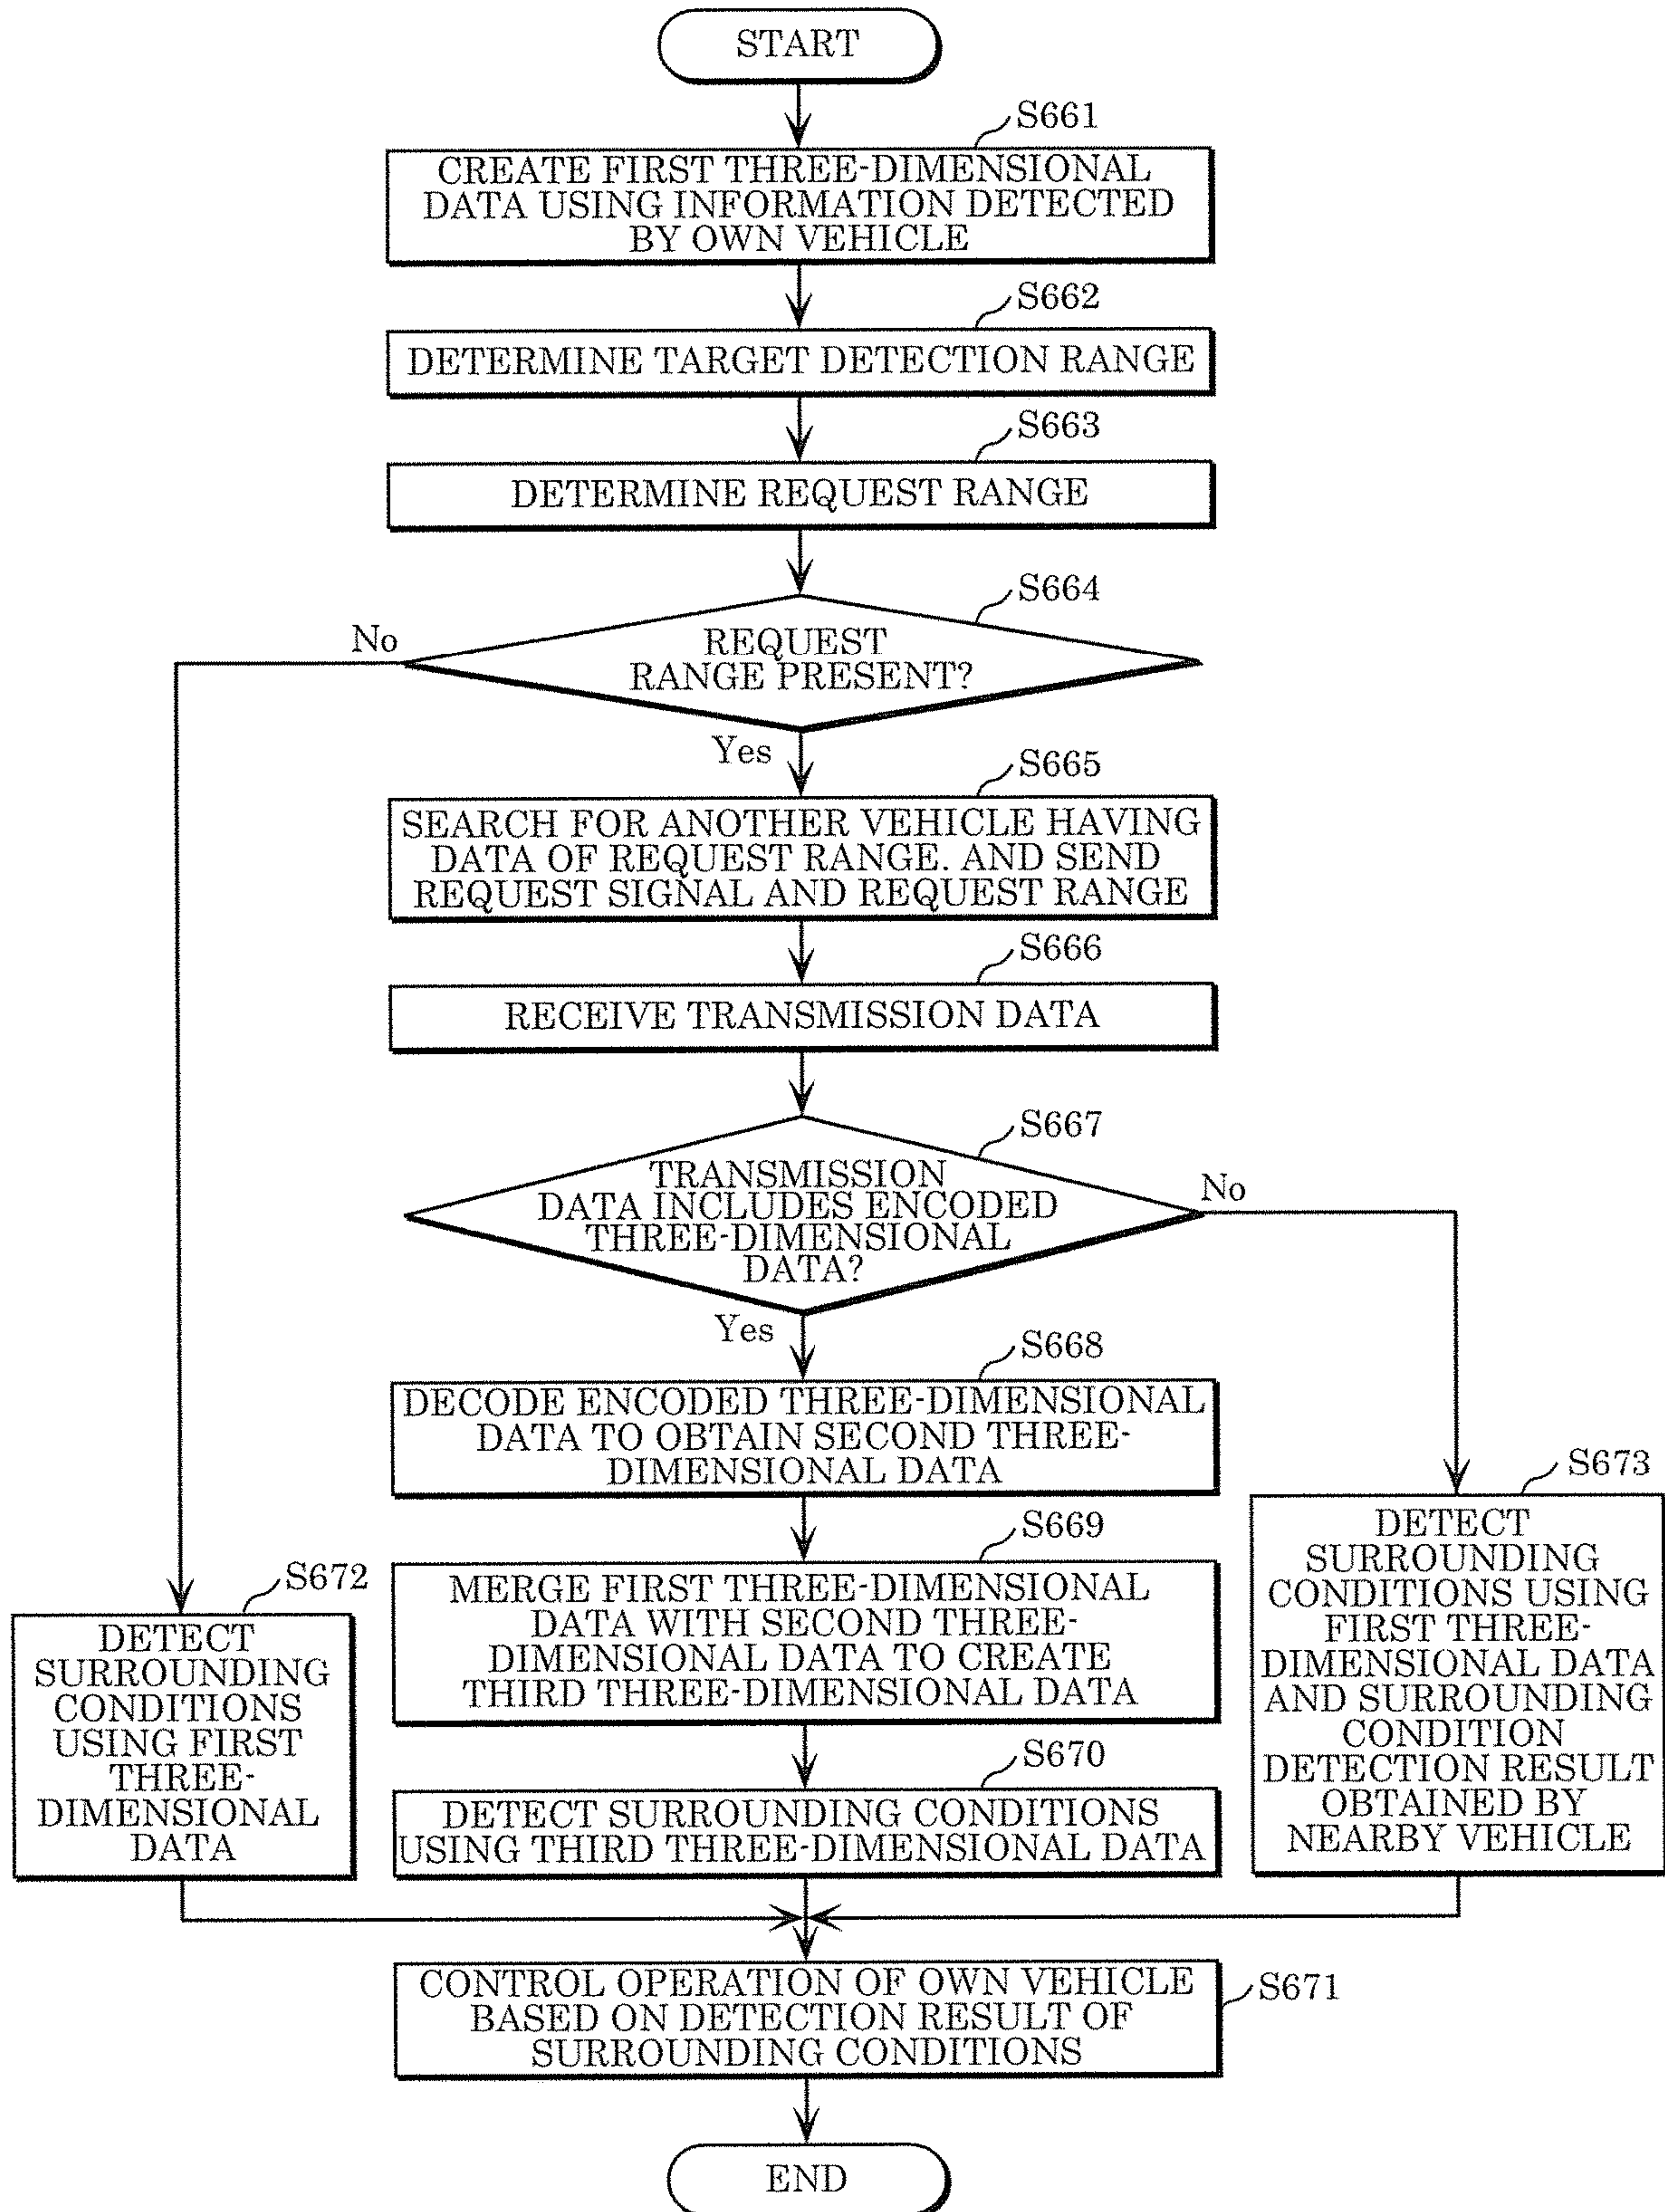 START
S661
CREATE FIRST THREE-DIMENSIONAL
DATA USING INFORMATION DETECTED
BY OWN VEHICLE
S662
DETERMINE TARGET DETECTION RANGE
S663
DETERMINE REQUEST RANGE
S664
No
REQUEST
RANGE PRESENT?
Yes
S665
SEARCH FOR ANOTHER VEHICLE HAVING
DATA OF REQUEST RANGE. AND SEND
REQUEST SIGNAL AND REQUEST RANGE
S666
RECEIVE TRANSMISSION DATA
S667
TRANSMISSION
DATA INCLUDES ENCODED
THREE-DIMENSIONAL
DATA?
No
Yes
S668
DECODE ENCODED THREE-DIMENSIONAL
DATA TO OBTAIN SECOND THREE-
DIMENSIONAL DATA
S669
MERGE FIRST THREE-DIMENSIONAL
DATA WITH SECOND THREE-
DIMENSIONAL DATA TO CREATE
THIRD THREE-DIMENSIONAL DATA
S670
DETECT SURROUNDING CONDITIONS
USING THIRD THREE-DIMENSIONAL DATA
S672
DETECT
SURROUNDING
CONDITIONS
USING FIRST
THREE-
DIMENSIONAL
DATA
S673
DETECT
SURROUNDING
CONDITIONS USING
FIRST THREE-
DIMENSIONAL DATA
AND SURROUNDING
CONDITION
DETECTION RESULT
OBTAINED BY
NEARBY VEHICLE
S671
CONTROL OPERATION OF OWN VEHICLE
BASED ON DETECTION RESULT OF
SURROUNDING CONDITIONS
END